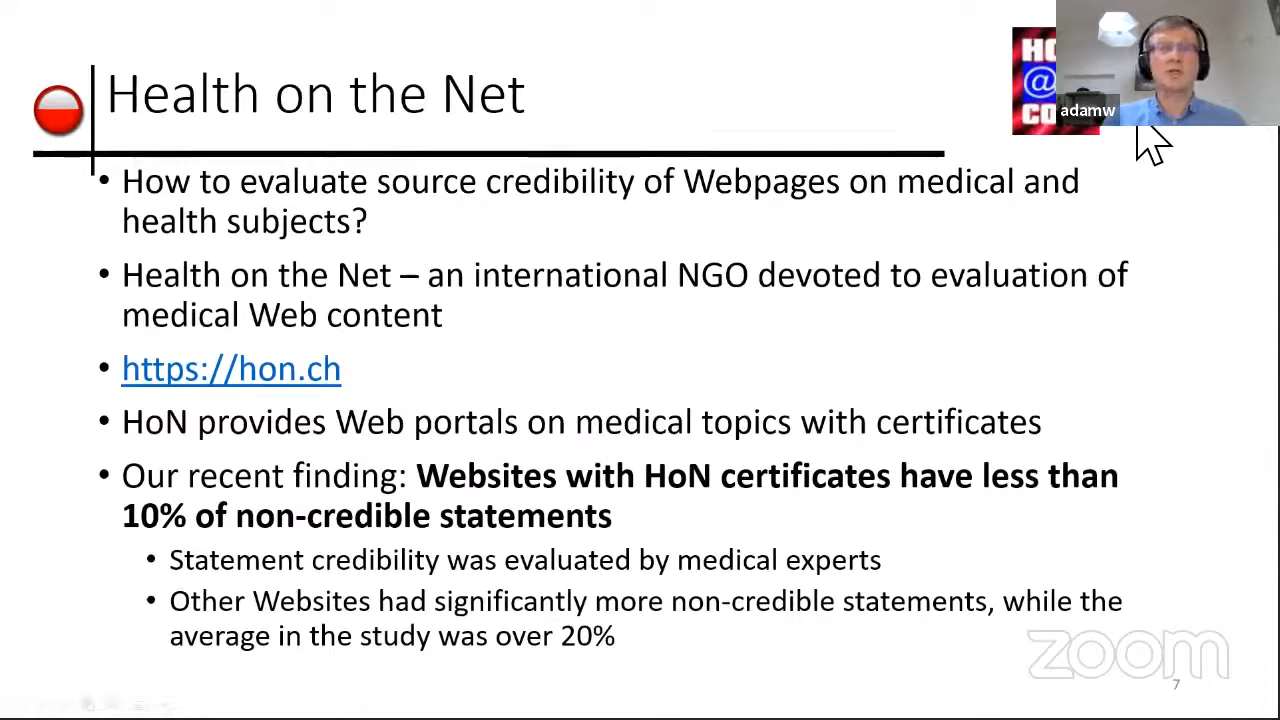 Health on the Net
HO
@
CO
adamw
• How to evaluate source credibility of Webpages on medical and
health subjects?
• Health on the Net – an international NGO devoted to evaluation of
medical Web content
• https://hon.ch
• HoN provides Web portals on medical topics with certificates
• Our recent finding: Websites with HoN certificates have less than
10% of non-credible statements
• Statement credibility was evaluated by medical experts
• Other Websites had significantly more non-credible statements, while the
average in the study was over 20%
zoom
7